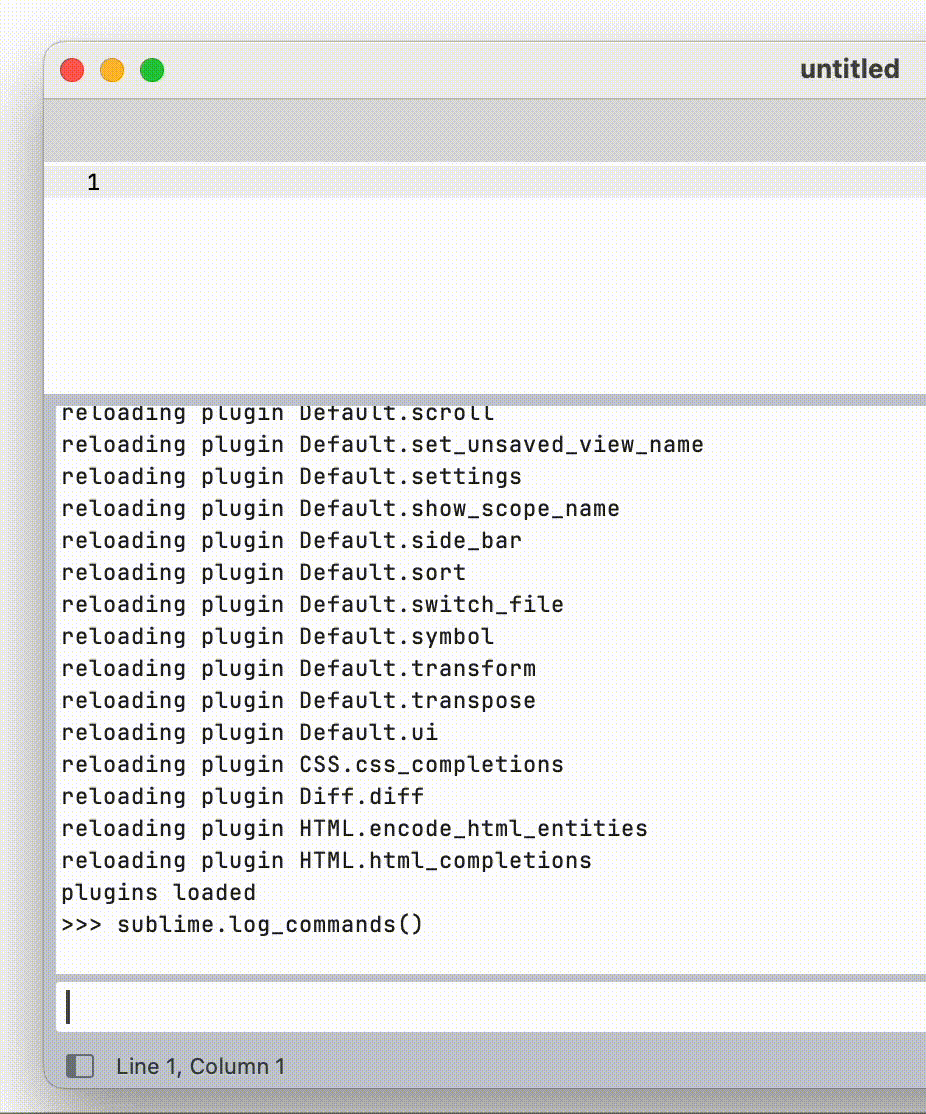 untitled
1
reloading plugin Default.scroll
reloading plugin Default.set_unsaved_view_name
reloading plugin Default.settings
reloading plugin Default.show_scope_name
reloading plugin Default.side_bar
reloading plugin Default.sort
reloading plugin Default.switch_file
reloading plugin Default.symbol
reloading plugin Default.transform
reloading plugin Default.transpose
reloading plugin Default.ui
reloading plugin CSS.css_completions
reloading plugin Diff.diff
reloading plugin HTML.encode_html_entities
reloading plugin HTML.html_completions
plugins loaded
>>> sublime.log_commands()
Line 1, Column 1